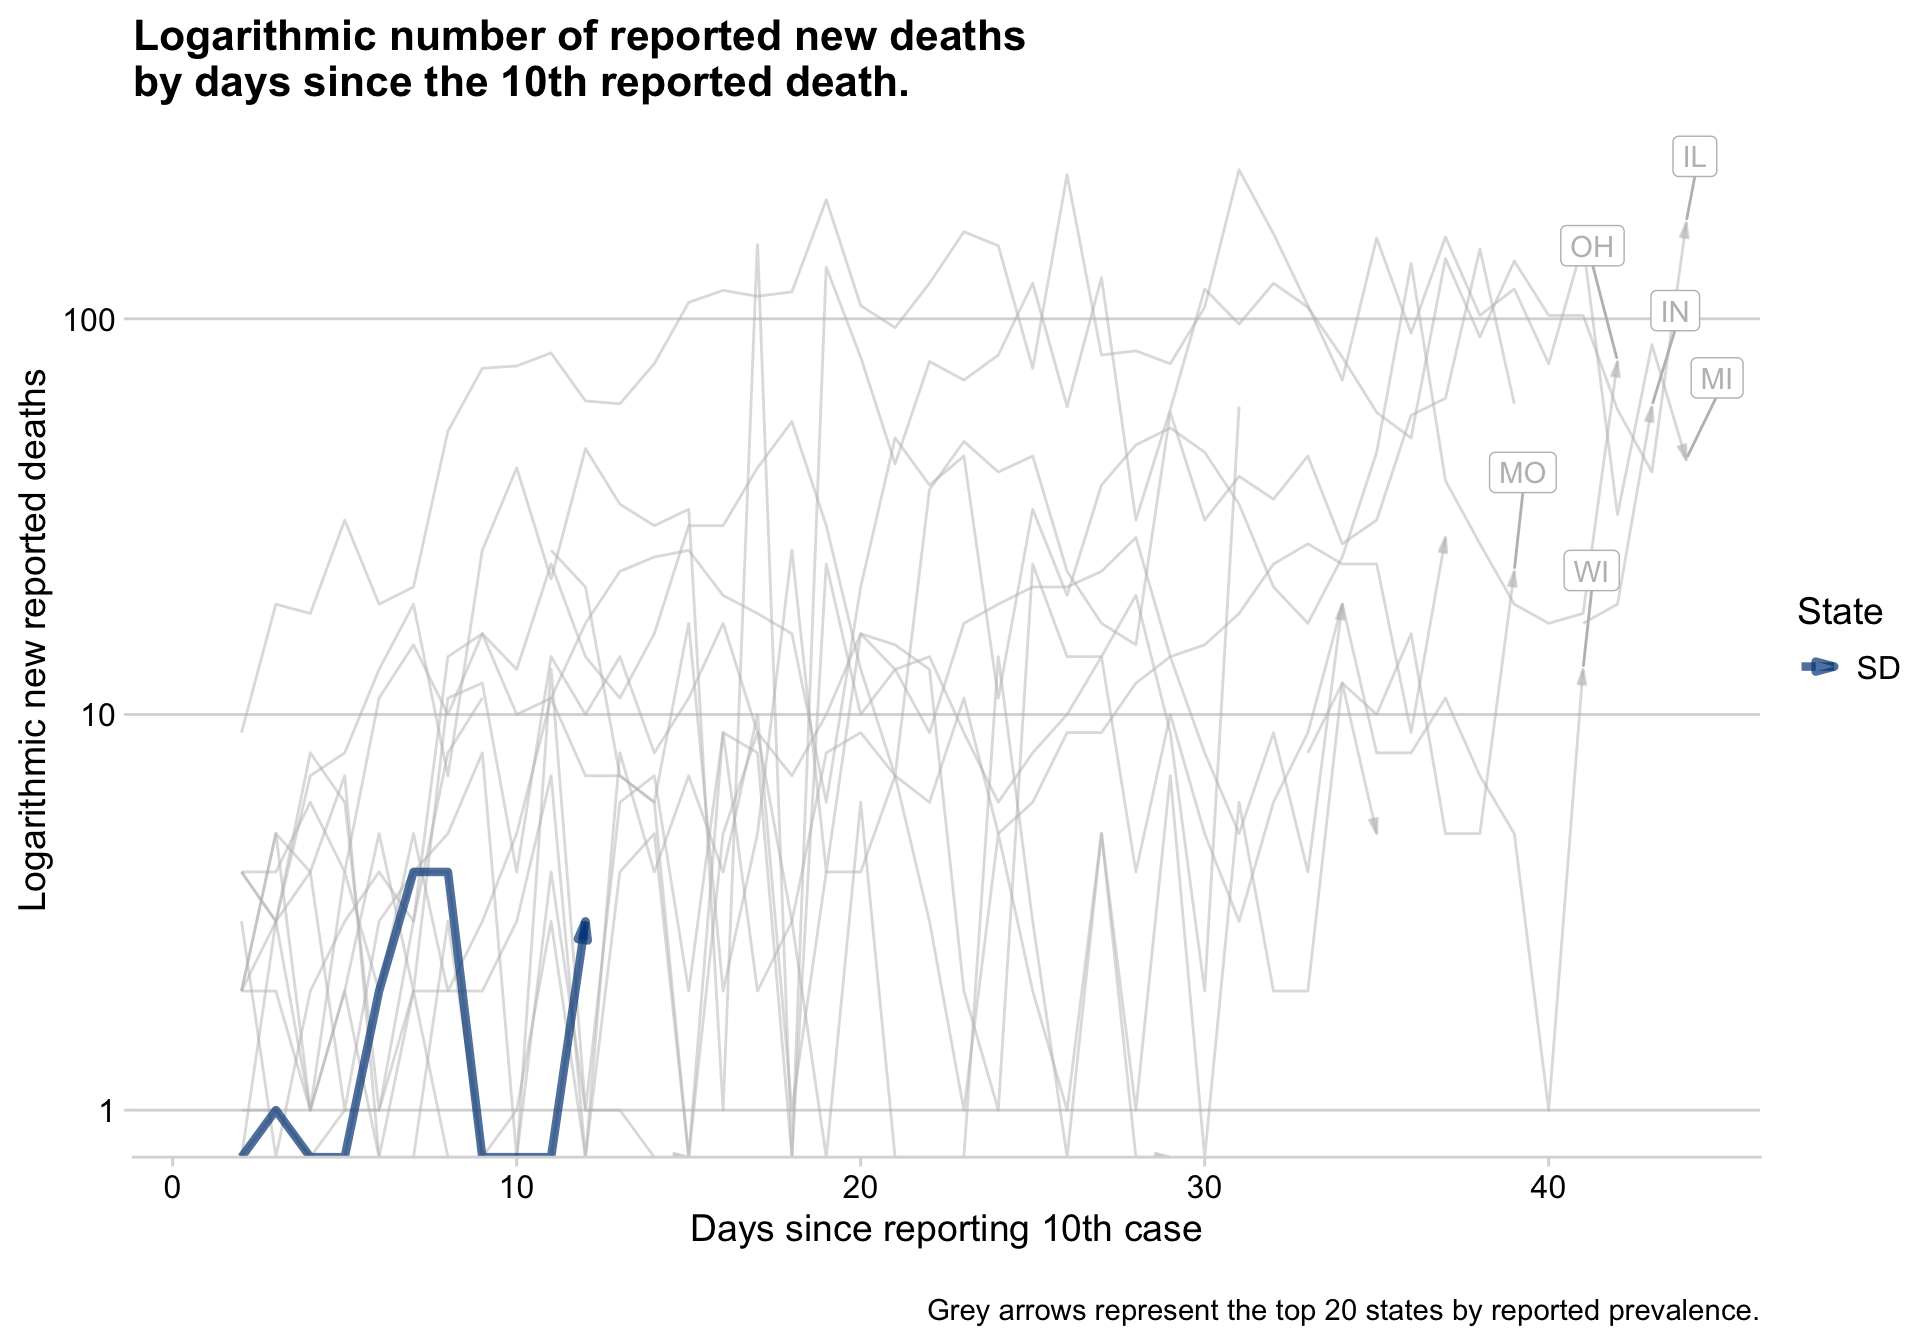 Logarithmic number of reported new deaths
by days since the 10th reported death.
IL
OH
IN
MI
MO
WI
100
10
1
Logarithmic new reported deaths
0 10 20 30 40
Days since reporting 10th case
State
SD
Grey arrows represent the top 20 states by reported prevalence.